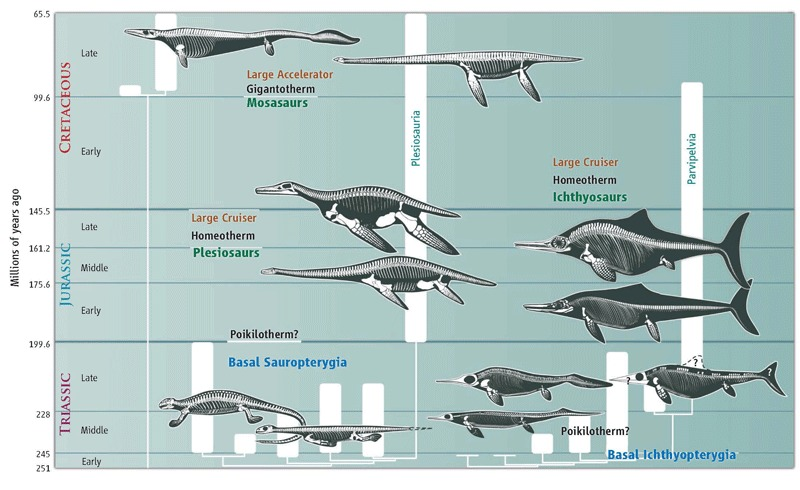 65.5
Late
Large Accelerator
Gigantotherm
Mosasaurs
99.6
CRETACEOUS
Early
Plesiosauria
Parvipelvia
Large Cruiser
Homeotherm
Ichthyosaurs
145.5
Late
Large Cruiser
Homeotherm
Plesiosaurs
161.2
Millions of years ago
JURASSIC
Middle
175.6
Early
199.6
Poikilotherm?
Basal Sauropterygia
TRIASSIC
Late
?
?
?
228
Middle
Poikilotherm?
245
Basal Ichthyopterygia
Early
251